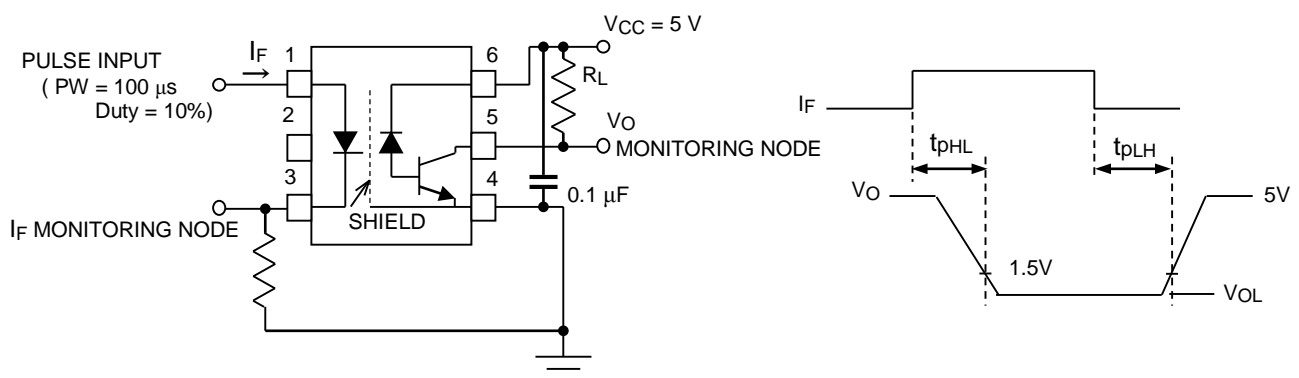 PULSE INPUT
( PW = 100 μs
Duty = 10%)
IF
1
2
3
6
5
4
SHIELD
IF MONITORING NODE
VCC = 5 V
RL
VO
MONITORING NODE
0.1 μF
IF
tpHL
tpLH
VO
5V
1.5V
VOL